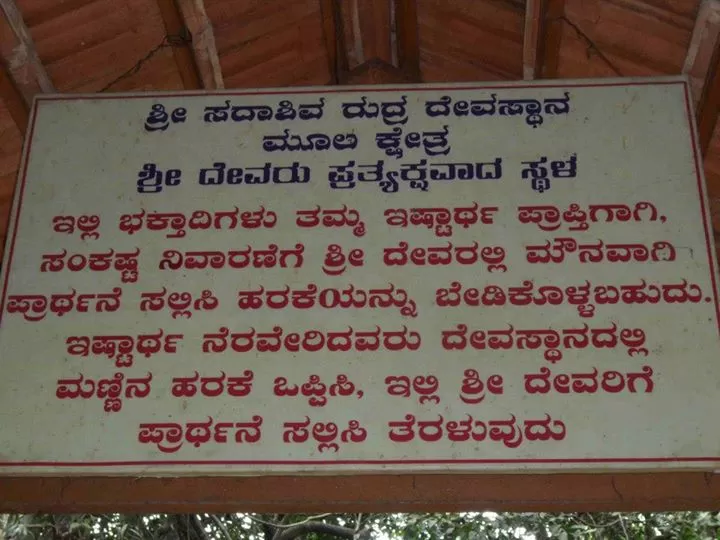 ಶ್ರೀ ಸದಾಶಿವ ರುದ್ರ ದೇವಸ್ಥಾನ
ಮೂಲ ಕ್ಷೇತ್ರ
ಶ್ರೀ ದೇವರು ಪ್ರತ್ಯಕ್ಷವಾದ ಸ್ಥಳ
ಇಲ್ಲಿ ಭಕ್ತಾದಿಗಳು ತಮ್ಮ ಇಷ್ಟಾರ್ಥ ಪ್ರಾಪ್ತಿಗಾಗಿ,
ಸಂಕಷ್ಟ ನಿವಾರಣೆಗೆ ಶ್ರೀ ದೇವರಲ್ಲಿ ಮೌನವಾಗಿ
ಪ್ರಾರ್ಥನೆ ಸಲ್ಲಿಸಿ ಹರಕೆಯನ್ನು ಬೇಡಿಕೊಳ್ಳಬಹುದು.
ಇಷ್ಟಾರ್ಥ ನೆರವೇರಿದವರು ದೇವಸ್ಥಾನದಲ್ಲಿ
ಮಣ್ಣಿನ ಹರಕೆ ಒಪ್ಪಿಸಿ, ಇಲ್ಲಿ ಶ್ರೀ ದೇವರಿಗೆ
ಪ್ರಾರ್ಥನೆ ಸಲ್ಲಿಸಿ ತೆರಳುವುದು